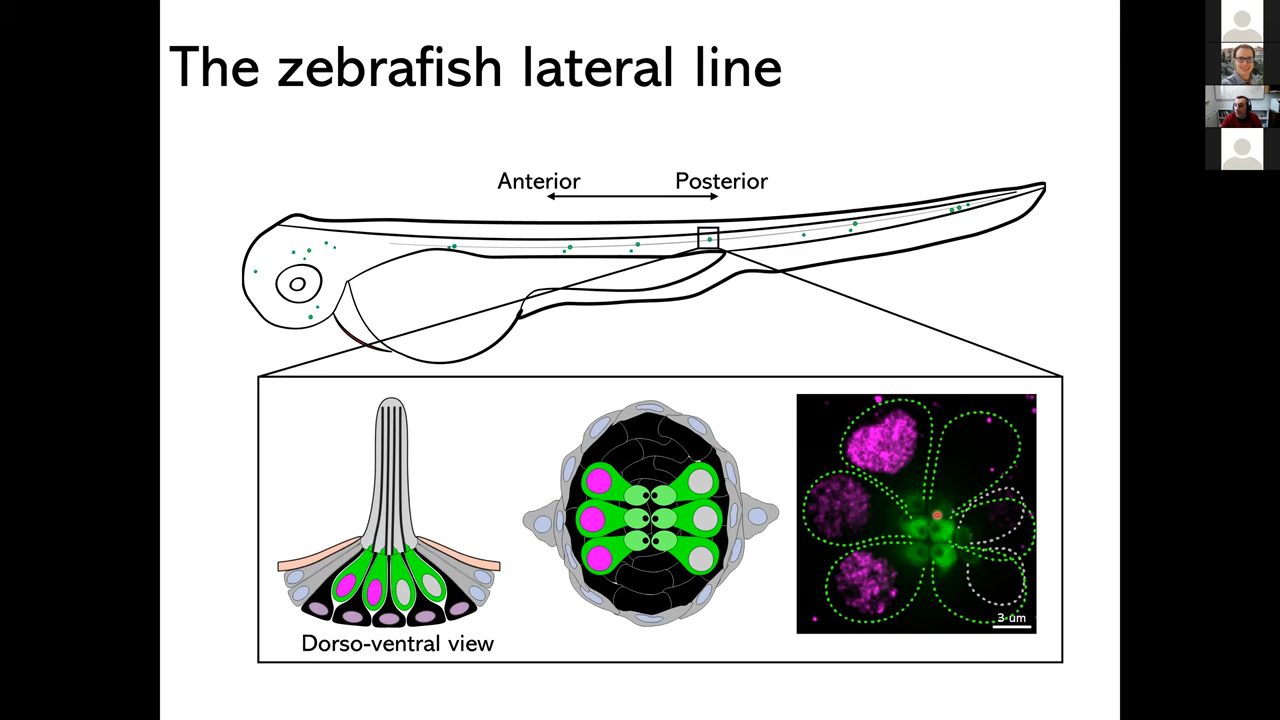 The zebrafish lateral line
Anterior Posterior
Dorso-ventral view
3 um